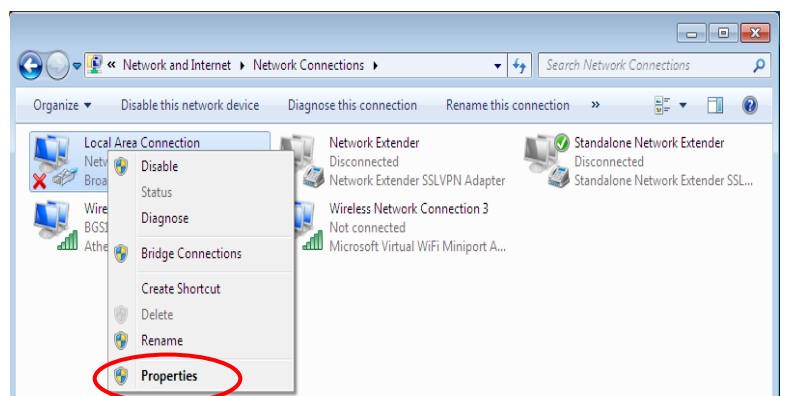 « Network and Internet ▸ Network Connections ▸
Search Network Connections
Organize ▾ Disable this network device Diagnose this connection Rename this connection »
Local Area Connection
Netw
Broa
Network Extender
Disconnected
Network Extender SSLVPN Adapter
Standalone Network Extender
Disconnected
Standalone Network Extender SSL...
Wire
BGS
Athe
Wireless Network Connection 3
Not connected
Microsoft Virtual WiFi Miniport A...
Disable
Status
Diagnose
Bridge Connections
Create Shortcut
Delete
Rename
Properties